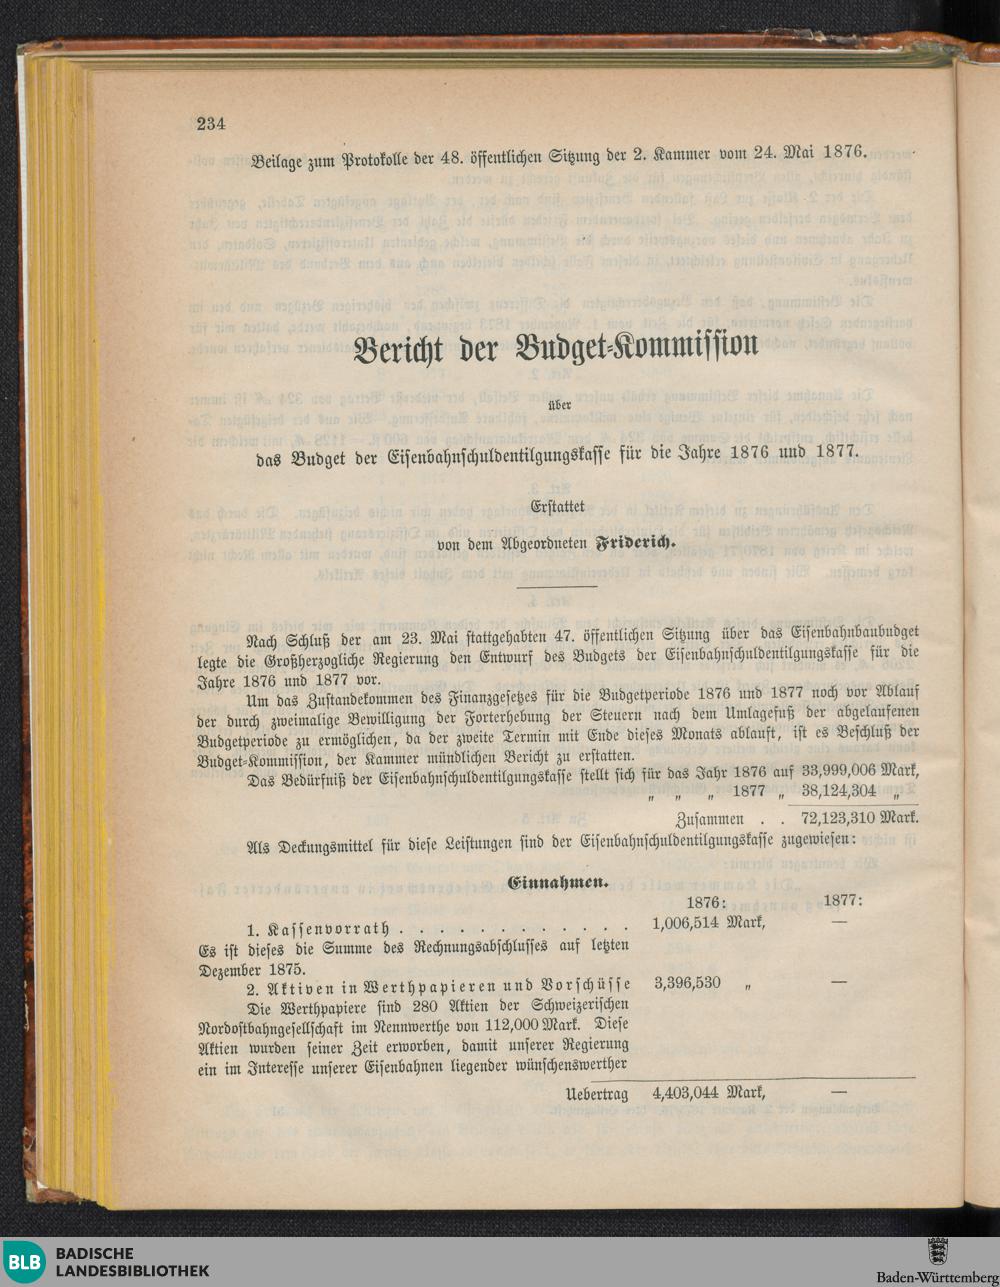 234
Beilage zum Protokolle der 48. öffentlichen Sitzung der 2. Kammer vom 24. Mai 1876.
Bericht der Budget-Kommission
über
das Budget der Eisenbahnschuldentilgungskasse für die Jahre 1876 und 1877.
Erstattet
von dem Abgeordneten Friderich.
Nach Schluß der am 23. Mai stattgehabten 47. öffentlichen Sitzung über das Eisenbahnbaubudget
legte die Großherzogliche Regierung den Entwurf des Budgets der Eisenbahnschuldentilgungskasse für die
Jahre 1876 und 1877 vor.
Um das Zustandekommen des Finanzgesetzes für die Budgetperiode 1876 und 1877 noch vor Ablauf
der durch zweimalige Bewilligung der Forterhebung der Steuern nach dem Umlagefuß der abgelaufenen
Budgetperiode zu ermöglichen, da der zweite Termin mit Ende dieses Monats ablauft, ist es Beschluß der
Budget-Kommission, der Kammer mündlichen Bericht zu erstatten.
Das Bedürfniß der Eisenbahnschuldentilgungskasse stellt sich für das Jahr 1876 auf 33,999,006 Mark,
„ „ „ 1877 „ 38,124,304 „
Zusammen . . 72,123,310 Mark.
Als Deckungsmittel für diese Leistungen sind der Eisenbahnschuldentilgungskasse zugewiesen:
Einnahmen.
1876: 1877:
1. Kassenvorrath . . . . . . . . . . . . 1,006,514 Mark, —
Es ist dieses die Summe des Rechnungsabschlusses auf letzten
Dezember 1875.
2. Aktiven in Werthpapieren und Vorschüsse 3,396,530 „ —
Die Werthpapiere sind 280 Aktien der Schweizerischen
Nordostbahngesellschaft im Nennwerthe von 112,000 Mark. Diese
Aktien wurden seiner Zeit erworben, damit unserer Regierung
ein im Interesse unserer Eisenbahnen liegender wünschenswerther
Uebertrag 4,403,044 Mark, —
BLB BADISCHE
LANDESBIBLIOTHEK
Baden-Württemberg